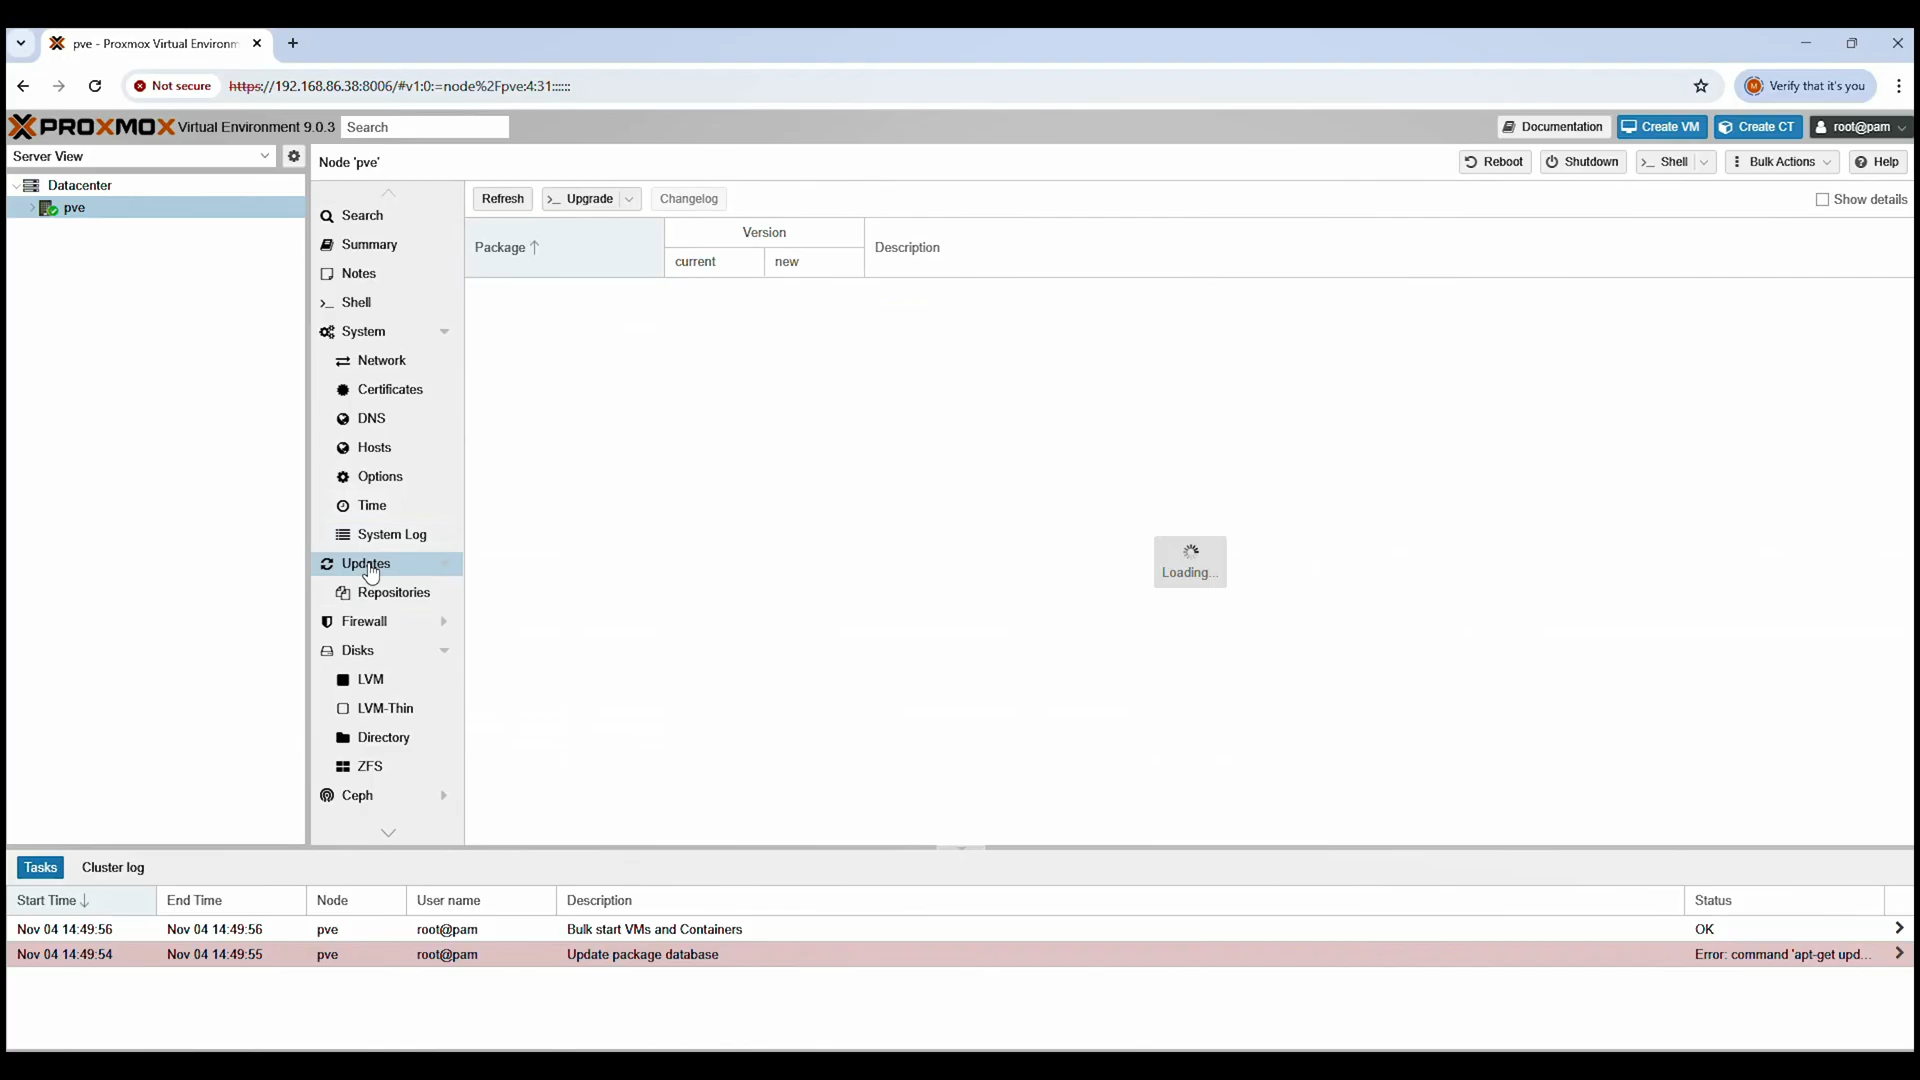 pve - Proxmox Virtual Environm
Not secure https://192.168.86.38:8006/#v1:0:=node%2Fpve:4:31:::::: Verify that it's you
PROXMOX Virtual Environment 9.0.3 Search Documentation Create VM Create CT root@pam
Server View Node 'pve' Reboot Shutdown Shell Bulk Actions Help
Datacenter
pve
Search
Summary
Notes
Shell
System
Network
Certificates
DNS
Hosts
Options
Time
System Log
Updates
Repositories
Firewall
Disks
LVM
LVM-Thin
Directory
ZFS
Ceph
Refresh Upgrade Changelog Show details
Package Version Description
current new
Loading...
Tasks Cluster log
Start Time End Time Node User name Description Status
Nov 04 14:49:56 Nov 04 14:49:56 pve root@pam Bulk start VMs and Containers OK
Nov 04 14:49:54 Nov 04 14:49:55 pve root@pam Update package database Error: command 'apt-get upd...